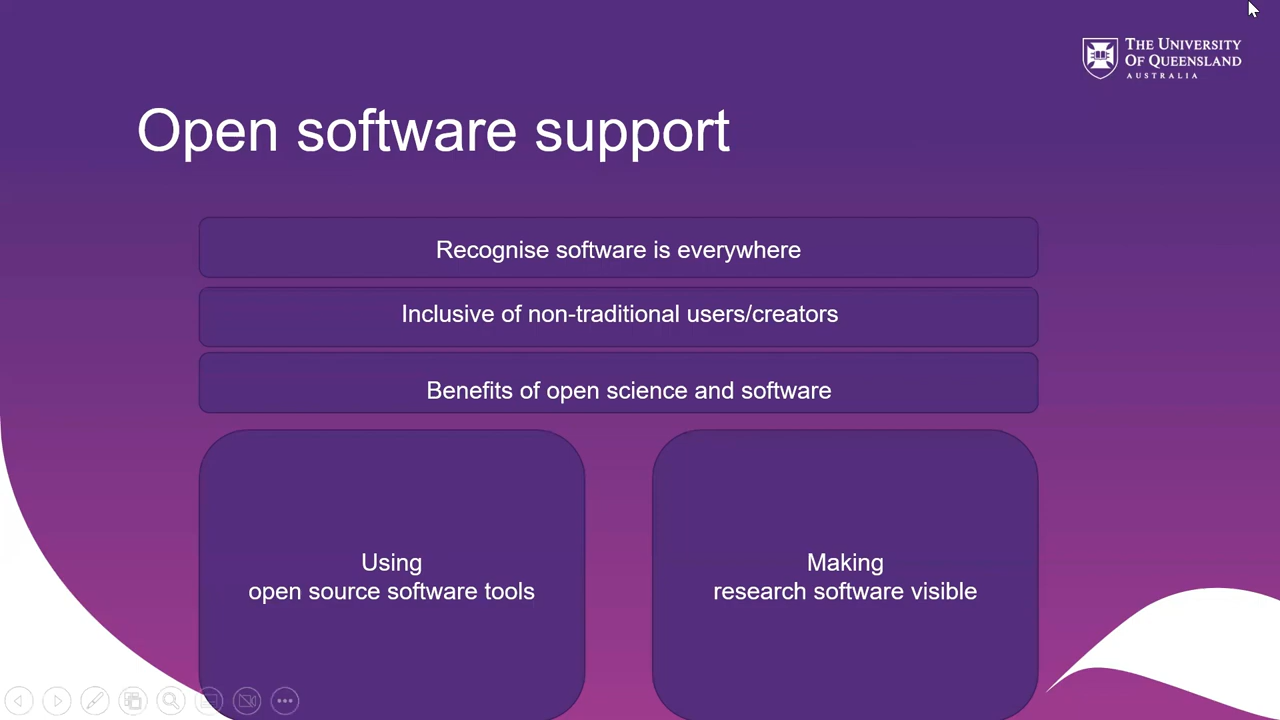 THE UNIVERSITY
OF QUEENSLAND
AUSTRALIA
Open software support
Recognise software is everywhere
Inclusive of non-traditional users/creators
Benefits of open science and software
Using
open source software tools
Making
research software visible